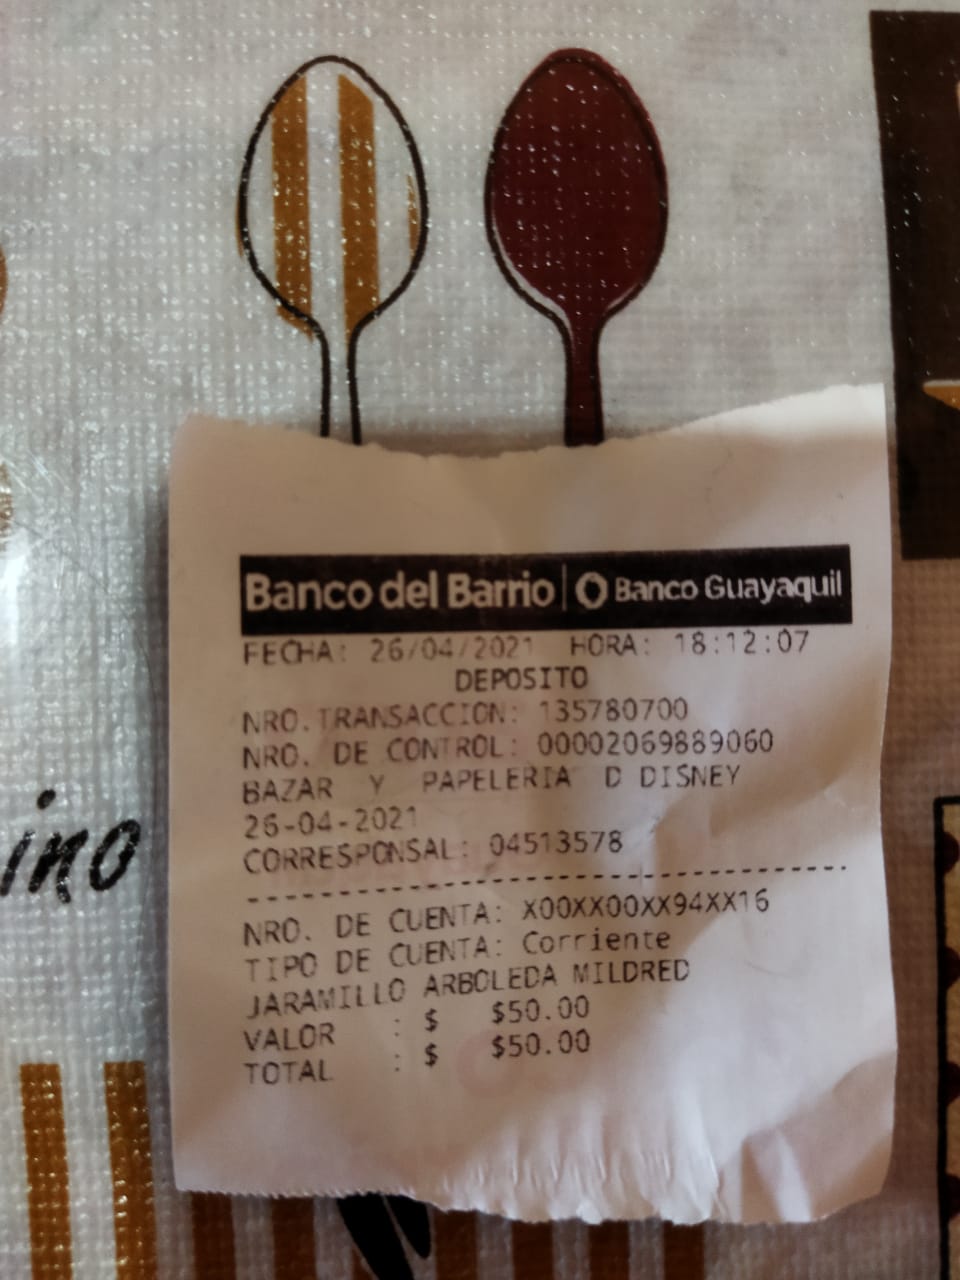 Banco del Barrio | Banco Guayaquil
FECHA: 26/04/2021 HORA: 18:12:07
DEPOSITO
NRO.TRANSACCION: 135780700
NRO. DE CONTROL: 00002069889060
BAZAR Y PAPELERIA D DISNEY
26-04-2021
CORRESPONSAL: 04513578
NRO. DE CUENTA: X00XX00XX94XX16
TIPO DE CUENTA: Corriente
JARAMILLO ARBOLEDA MILDRED
VALOR : $ $50.00
TOTAL : $ $50.00
ino